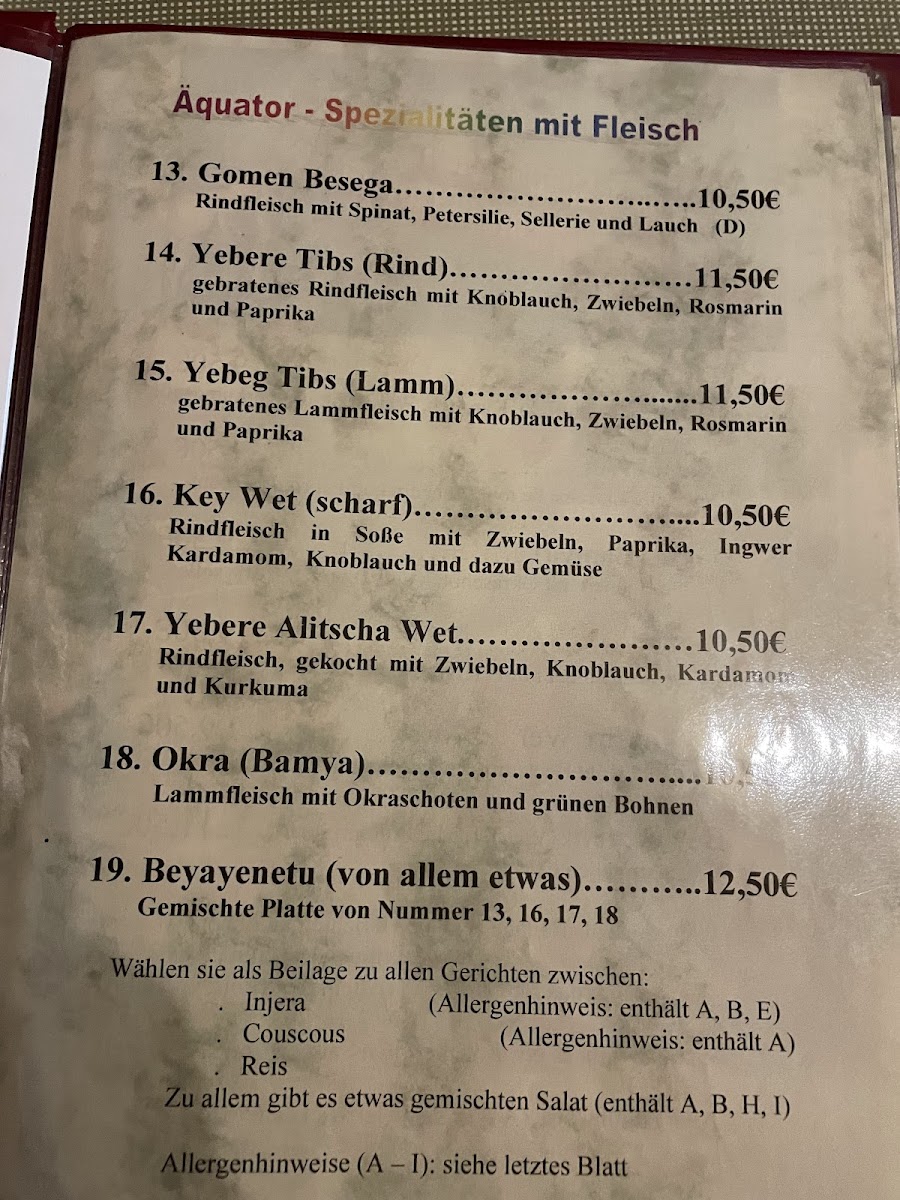 Äquator - Spezialitäten mit Fleisch
13. Gomen Besega..............................10,50€
Rindfleisch mit Spinat, Petersilie, Sellerie und Lauch (D)
14. Yebere Tibs (Rind)........................11,50€
gebratenes Rindfleisch mit Knoblauch, Zwiebeln, Rosmarin
und Paprika
15. Yebeg Tibs (Lamm)........................11,50€
gebratenes Lammfleisch mit Knoblauch, Zwiebeln, Rosmarin
und Paprika
16. Key Wet (scharf)............................10,50€
Rindfleisch in Soße mit Zwiebeln, Paprika, Ingwer
Kardamom, Knoblauch und dazu Gemüse
17. Yebere Alitscha Wet......................10,50€
Rindfleisch, gekocht mit Zwiebeln, Knoblauch, Kardamom
und Kurkuma
18. Okra (Bamya)...............................
Lammfleisch mit Okraschoten und grünen Bohnen
19. Beyayenetu (von allem etwas)...........12,50€
Gemischte Platte von Nummer 13, 16, 17, 18
Wählen sie als Beilage zu allen Gerichten zwischen:
. Injera (Allergenhinweis: enthält A, B, E)
. Couscous (Allergenhinweis: enthält A)
. Reis
Zu allem gibt es etwas gemischten Salat (enthält A, B, H, I)
Allergenhinweise (A – I): siehe letztes Blatt